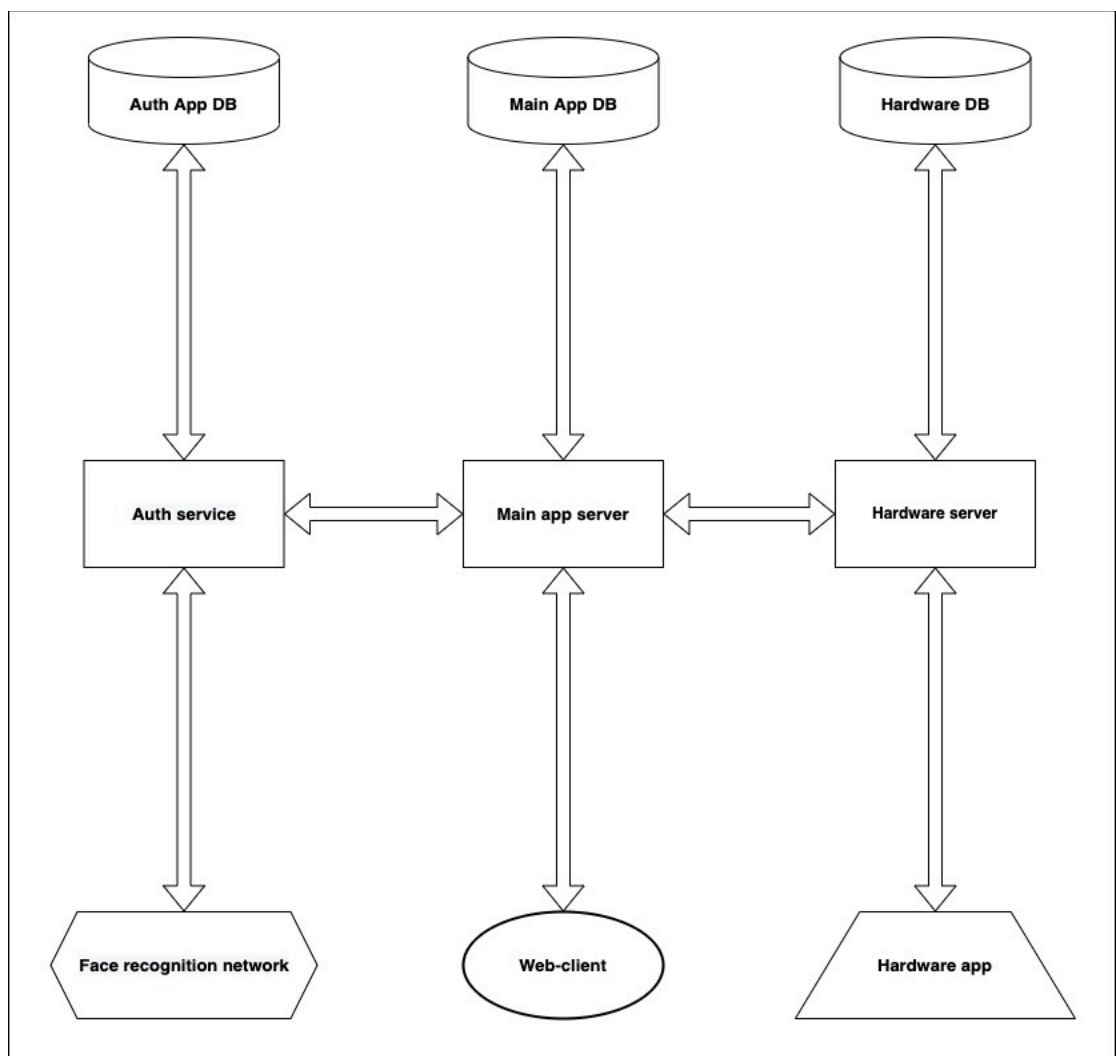 Auth App DB
Main App DB
Hardware DB
Auth service
Main app server
Hardware server
Face recognition network
Web-client
Hardware app